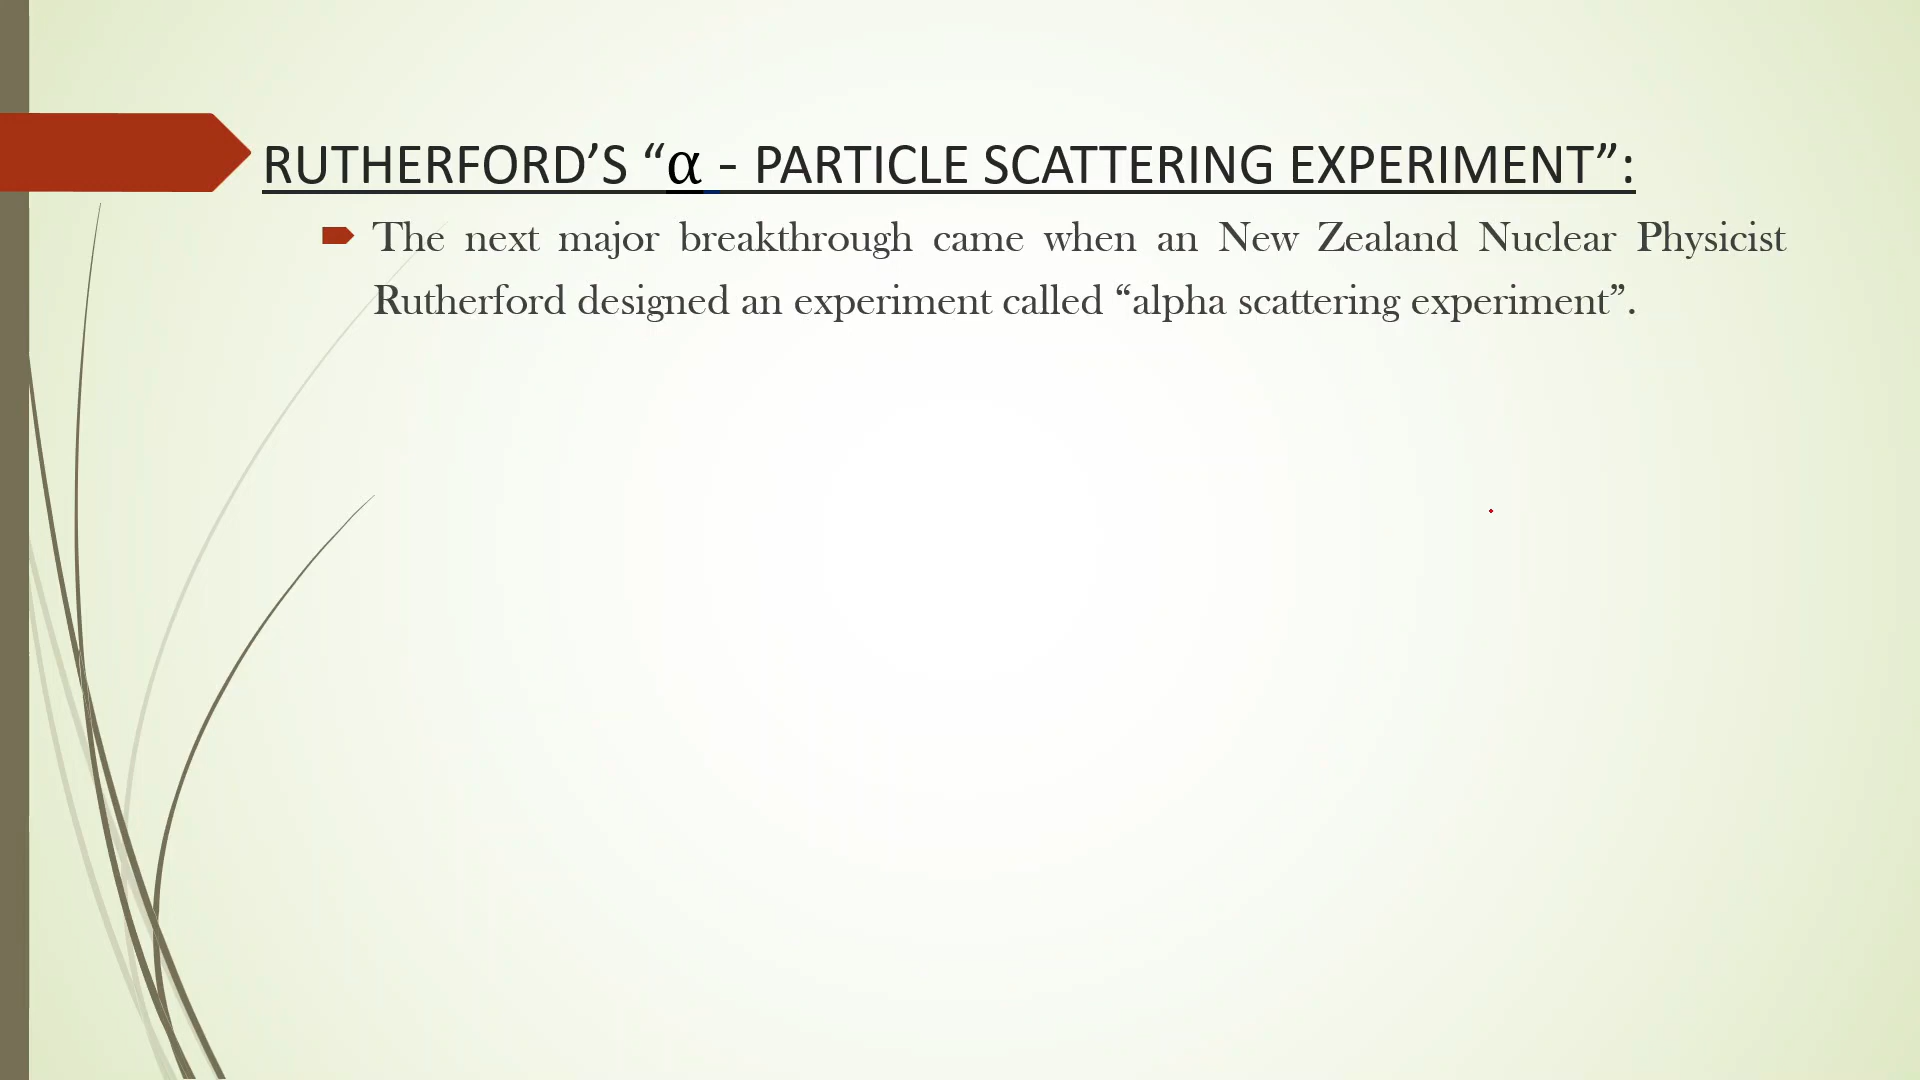 RUTHERFORD’S “α - PARTICLE SCATTERING EXPERIMENT”:
The next major breakthrough came when an New Zealand Nuclear Physicist
Rutherford designed an experiment called “alpha scattering experiment”.